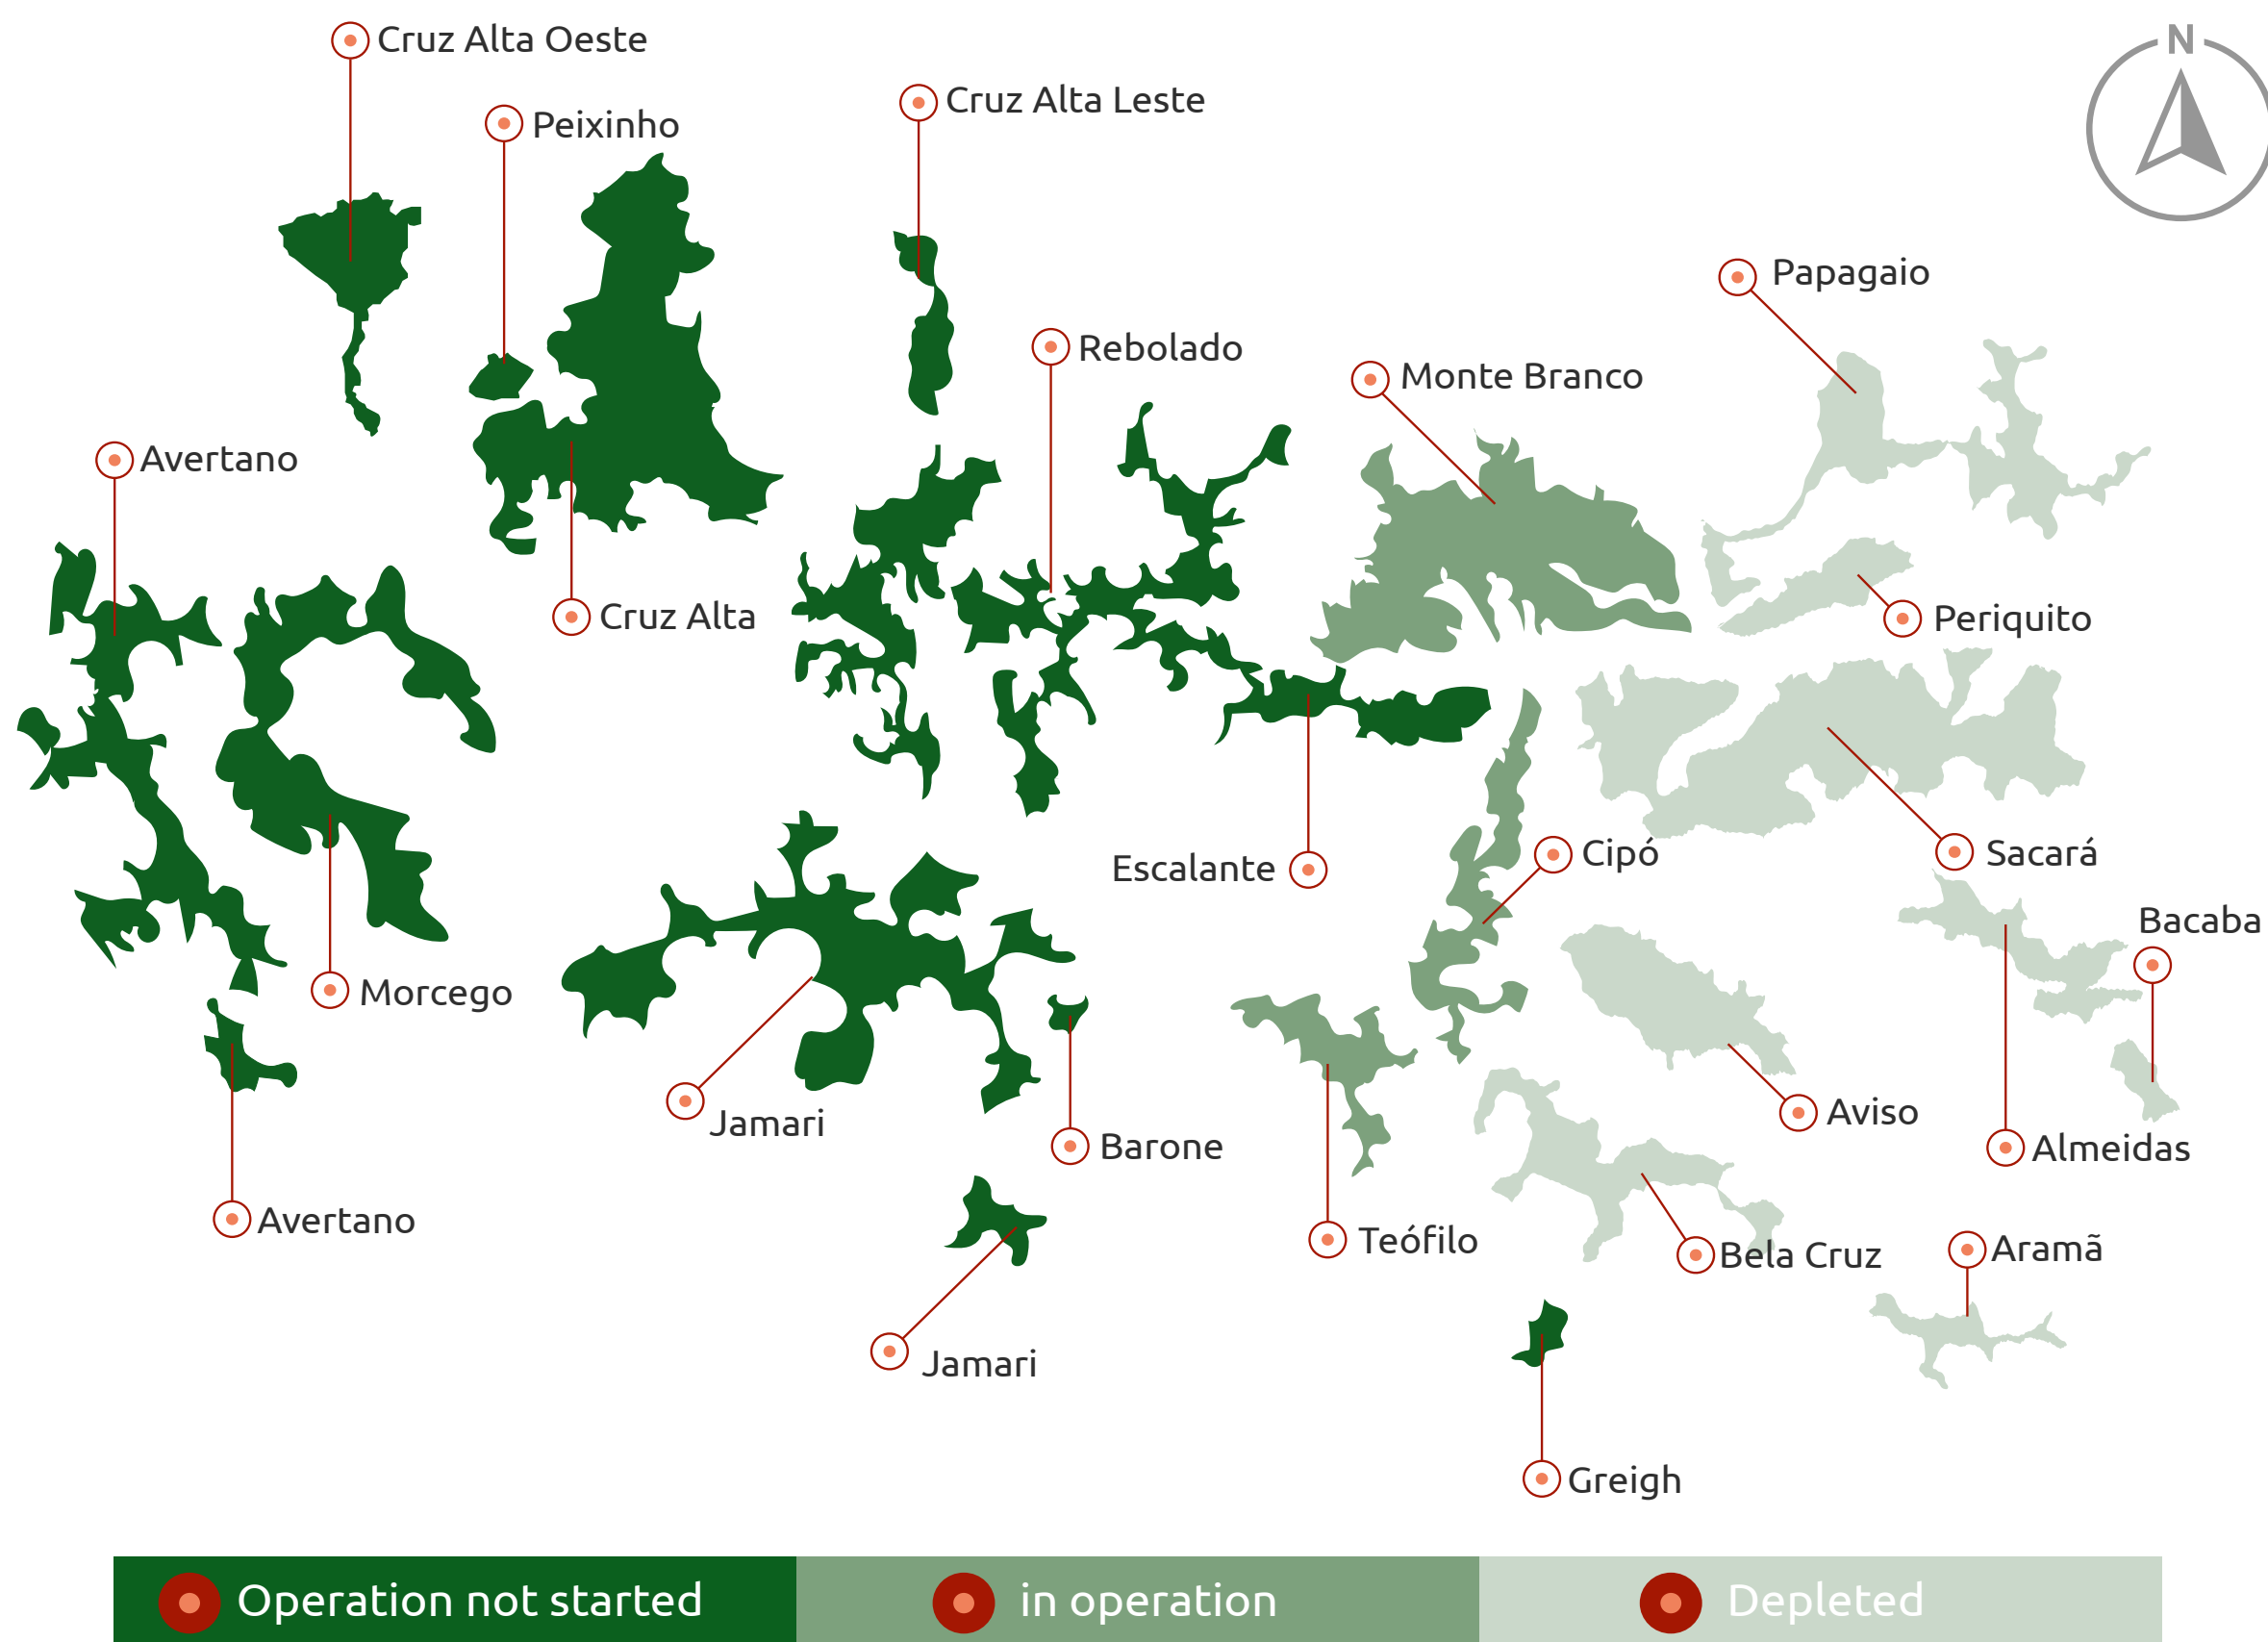 Cruz Alta Oeste
N
Cruz Alta Leste
Peixinho
Papagaio
Rebolado
Monte Branco
Avertano
Cruz Alta
Periquito
Escalante
Cipó
Sacará
Bacaba
Morcego
Jamari
Barone
Aviso
Almeidas
Avertano
Teófilo
Bela Cruz
Aramã
Jamari
Greigh
Operation not started
in operation
Depleted